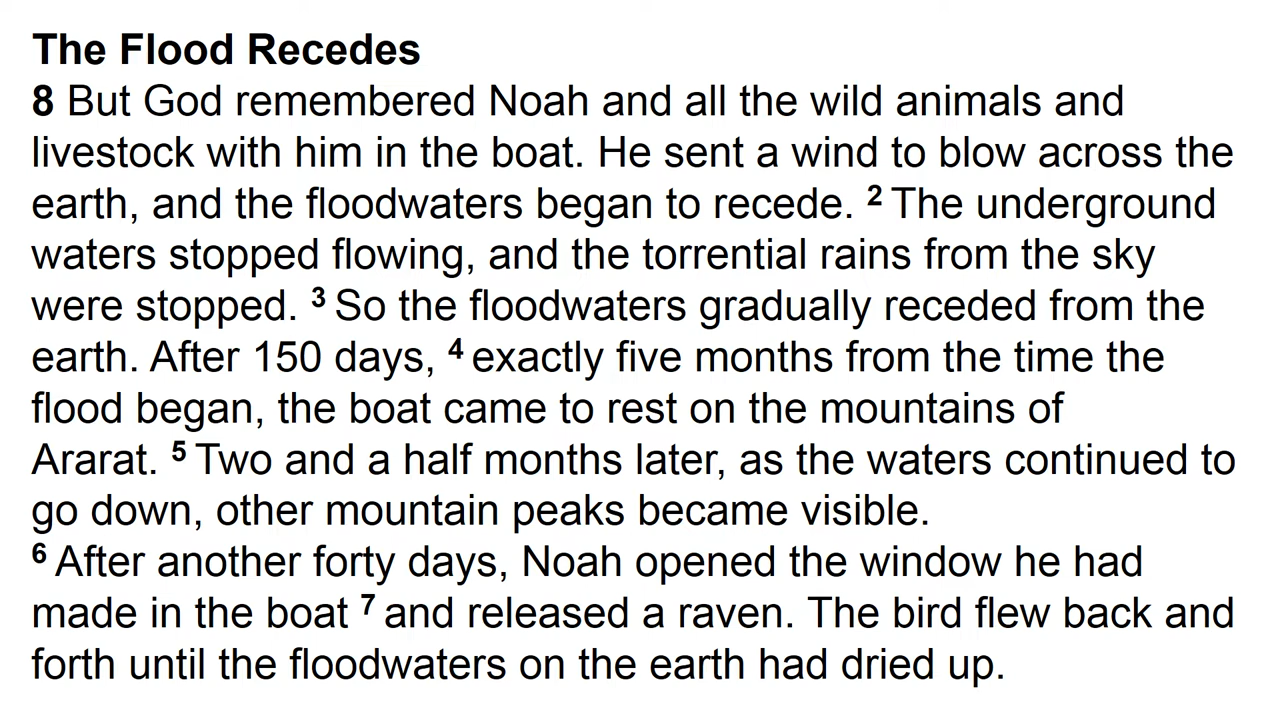 The Flood Recedes
8 But God remembered Noah and all the wild animals and
livestock with him in the boat. He sent a wind to blow across the
earth, and the floodwaters began to recede. 2 The underground
waters stopped flowing, and the torrential rains from the sky
were stopped. 3 So the floodwaters gradually receded from the
earth. After 150 days, 4 exactly five months from the time the
flood began, the boat came to rest on the mountains of
Ararat. 5 Two and a half months later, as the waters continued to
go down, other mountain peaks became visible.
6 After another forty days, Noah opened the window he had
made in the boat 7 and released a raven. The bird flew back and
forth until the floodwaters on the earth had dried up.